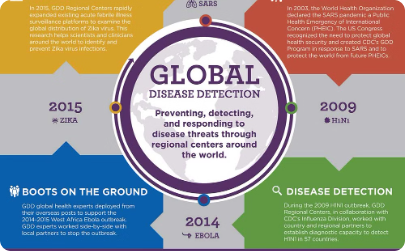 SARS
In 2015, GDD Regional Centers rapidly
expanded existing acute febrile illness
surveillance platforms to examine the
global distribution of Zika virus. This
research helps scientists and clinicians
around the world to identify and
prevent Zika virus infections.
In 2003, the World Health Organization
declared the SARS pandemic a Public
Health Emergency of International
Concern (PHEIC). The US Congress
recognized the need to protect global
health security and created CDC's GDD
Program in response to SARS and to
protect the world from future PHEICs.
GLOBAL
DISEASE DETECTION
Preventing, detecting,
and responding to
disease threats through
regional centers around
the world.
2015
ZIKA
2009
H1N1
BOOTS ON THE GROUND
GDD global health experts deployed from
their overseas posts to support the
2014-2015 West Africa Ebola outbreak.
GDD experts worked side-by-side with
local partners to stop the outbreak.
2014
EBOLA
DISEASE DETECTION
During the 2009 H1N1 outbreak, GDD
Regional Centers, in collaboration with
CDC's Influenza Division, worked with
country and regional partners to
establish diagnostic capacity to detect
H1N1 in 57 countries.